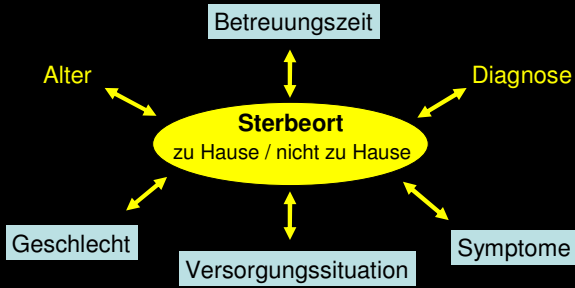 Betreuungszeit
Alter
Diagnose
Sterbeort
zu Hause / nicht zu Hause
Geschlecht
Versorgungssituation
Symptome